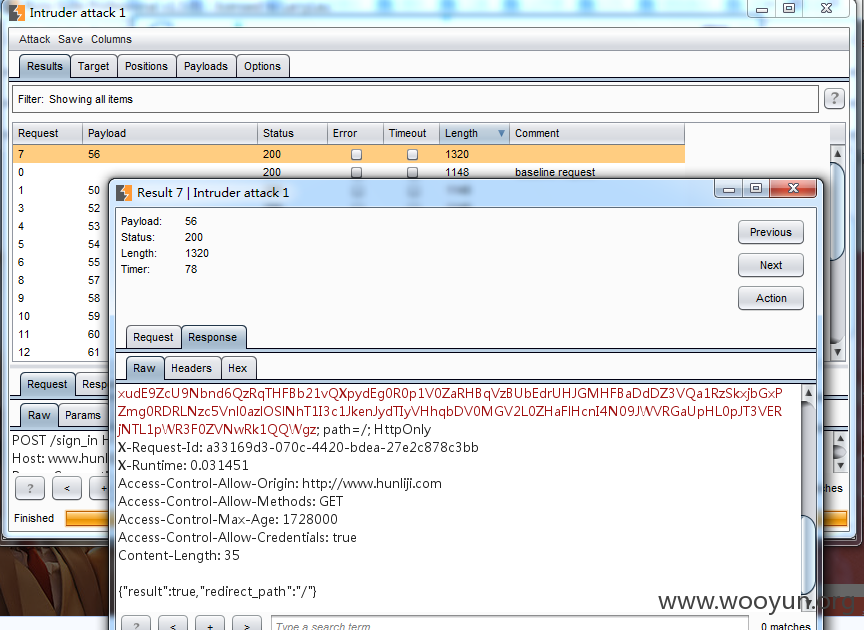 Intruder attack 1
Attack Save Columns
Results Target Positions Payloads Options
Filter: Showing all items
?
Request Payload Status Error Timeout Length Comment
7 56 200 1320
0 200 1148 baseline request
1 50
3 52
4 53
5 54
6 55
8 57
9 58
10 59
11 60
12 61
Result 7 | Intruder attack 1
Payload: 56
Status: 200
Length: 1320
Timer: 78
Previous
Next
Action
Request Response
Raw Headers Hex
xudE9ZcU9Nbnd6QzRqTHFBb21vQXpydEg0R0p1V0ZaRHBqVzBUbEdrUHJGMHFBaDdDZ3VQa1RzSkxjbGxP
Zmg0RDRLNzc5VnI0azlOSlNhT1I3c1JkenJydTIyVHhqbDV0MGV2L0ZHaFlHcnI4N09JWVRGaUpHL0pJT3VER
jNTL1pWR3F0ZVNwRk1QQWgz; path=/; HttpOnly
X-Request-Id: a33169d3-070c-4420-bdea-27e2c878c3bb
X-Runtime: 0.031451
Access-Control-Allow-Origin: http://www.hunliji.com
Access-Control-Allow-Methods: GET
Access-Control-Max-Age: 1728000
Access-Control-Allow-Credentials: true
Content-Length: 35
{"result":true,"redirect_path":"/"}
? < + > Type a search term 0 matches
Request Resp
Raw Params
POST /sign_in H
Host: www.hunli
? < +
Finished
www.wooyun.org